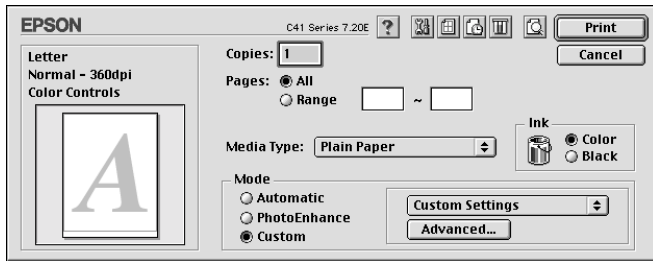 EPSON
C41 Series 7.20E
?
Print
Cancel
Letter
Normal - 360dpi
Color Controls
A
Copies: 1
Pages: All
Range ~
Media Type: Plain Paper
Ink
Color
Black
Mode
Automatic
PhotoEnhance
Custom
Custom Settings
Advanced...